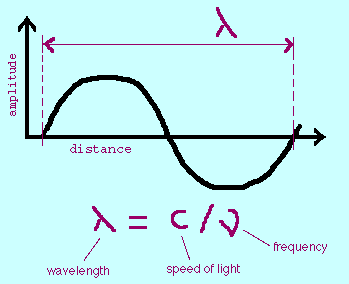 λ
amplitude
distance
λ = c / ν
wavelength
speed of light
frequency